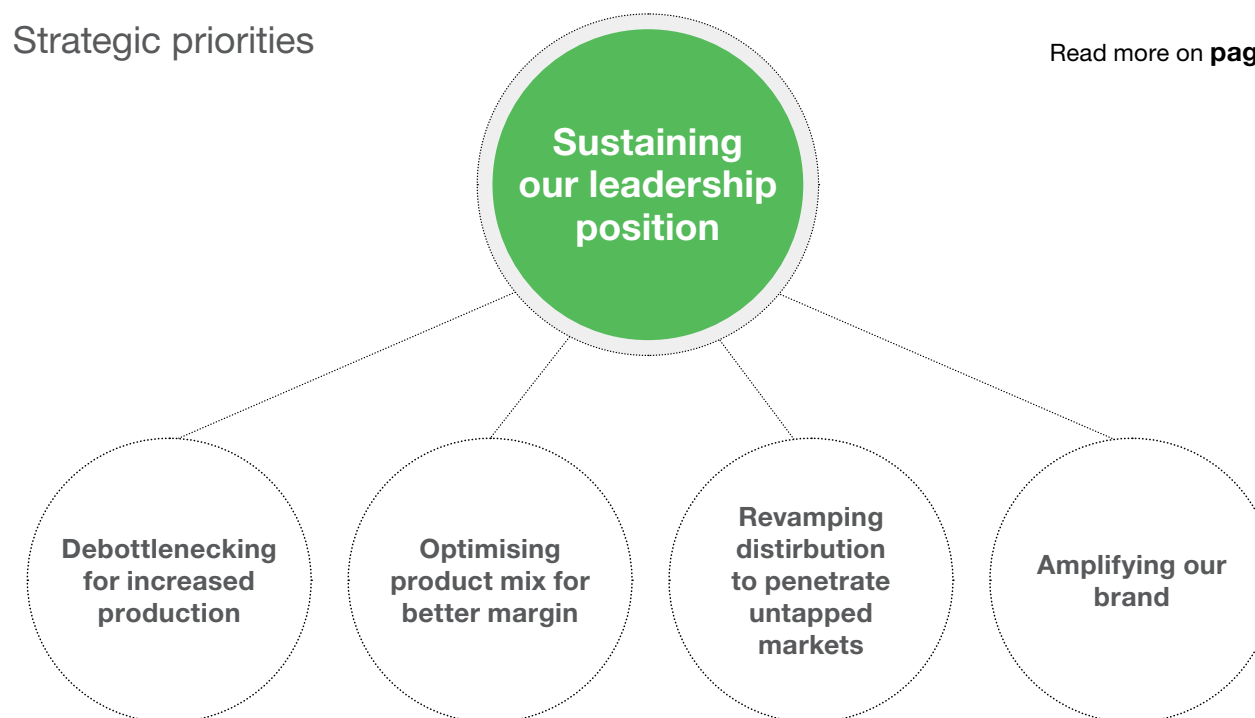 Strategic priorities
Read more on pag
Sustaining
our leadership
position
Debottlenecking
for increased
production
Optimising
product mix for
better margin
Revamping
distirbution
to penetrate
untapped
markets
Amplifying our
brand